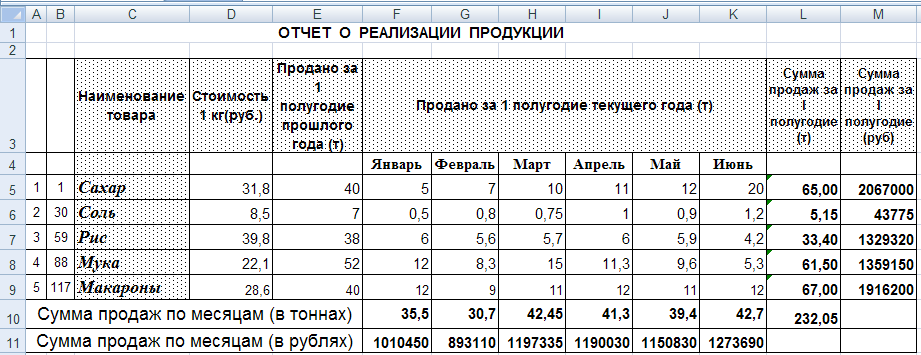 A B C D E F G H I J K L M
1 ОТЧЕТ О РЕАЛИЗАЦИИ ПРОДУКЦИИ
2
3 Наименование товара Стоимость 1 кг(руб.) Продано за 1 полугодие прошлого года (т) Продано за 1 полугодие текущего года (т) Сумма продаж за I полугодие (т) Сумма продаж за I полугодие (руб)
4 Январь Февраль Март Апрель Май Июнь
5 1 1 Сахар 31,8 40 5 7 10 11 12 20 65,00 2067000
6 2 30 Соль 8,5 7 0,5 0,8 0,75 1 0,9 1,2 5,15 43775
7 3 59 Рис 39,8 38 6 5,6 5,7 6 5,9 4,2 33,40 1329320
8 4 88 Мука 22,1 52 12 8,3 15 11,3 9,6 5,3 61,50 1359150
9 5 117 Макароны 28,6 40 12 9 11 12 11 12 67,00 1916200
10 Сумма продаж по месяцам (в тоннах) 35,5 30,7 42,45 41,3 39,4 42,7 232,05
11 Сумма продаж по месяцам (в рублях) 1010450 893110 1197335 1190030 1150830 1273690